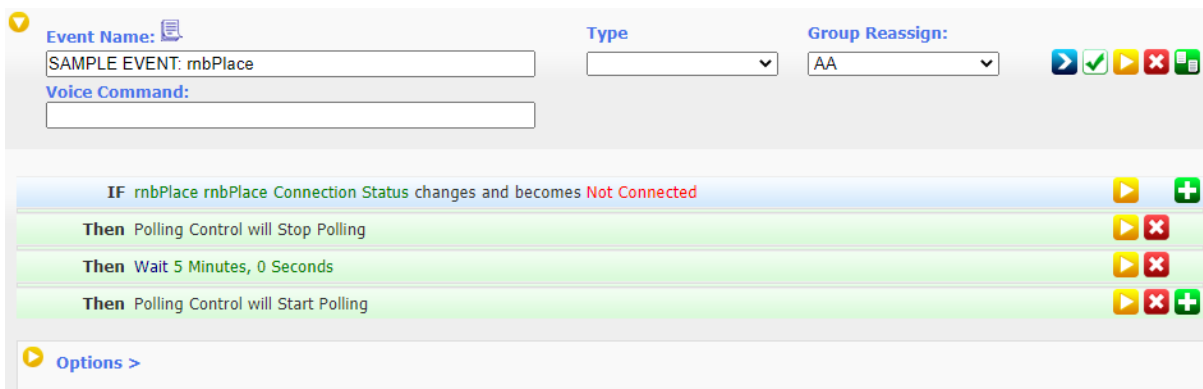 Event Name:
Type
Group Reassign:
SAMPLE EVENT: rnbPlace
AA
Voice Command:
IF rnbPlace rnbPlace Connection Status changes and becomes Not Connected
Then Polling Control will Stop Polling
Then Wait 5 Minutes, 0 Seconds
Then Polling Control will Start Polling
Options >